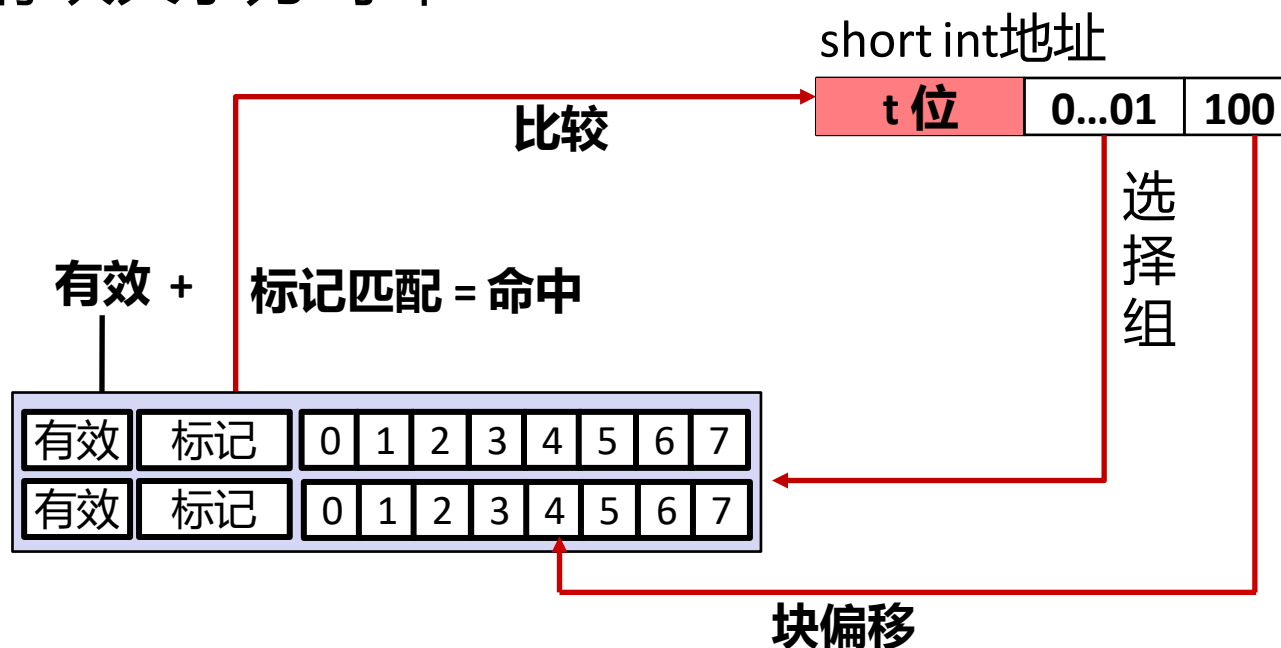 short int地址
t 位 0...01 100
比较
选择组
有效 + 标记匹配 = 命中
有效 标记 0 1 2 3 4 5 6 7
有效 标记 0 1 2 3 4 5 6 7
块偏移